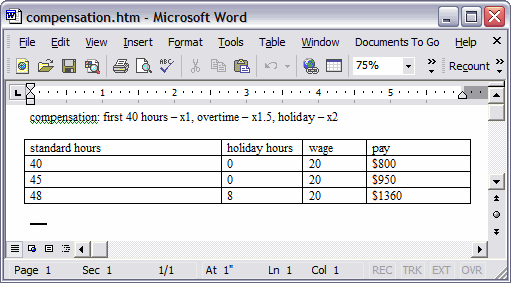 compensation.htm - Microsoft Word
File Edit View Insert Format Tools Table Window Documents To Go Help
75% Recount
1 2 3 4 5
compensation: first 40 hours – x1, overtime – x1.5, holiday – x2
standard hours holiday hours wage pay
40 0 20 $800
45 0 20 $950
48 8 20 $1360
Page 1 Sec 1 1/1 At 1" Ln 1 Col 1 REC TRK EXT OVR